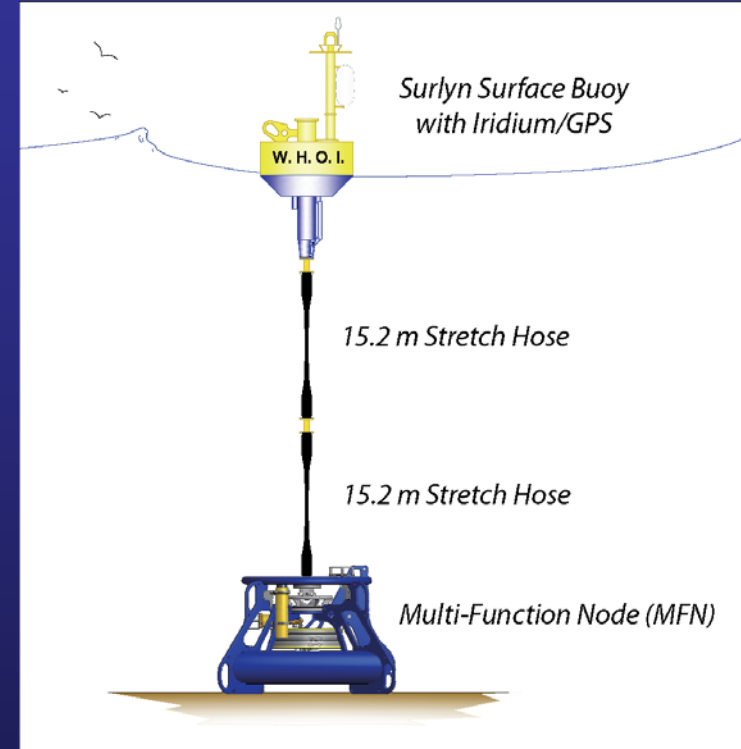 Surlyn Surface Buoy
with Iridium/GPS
W. H. O. I.
15.2 m Stretch Hose
15.2 m Stretch Hose
Multi-Function Node (MFN)